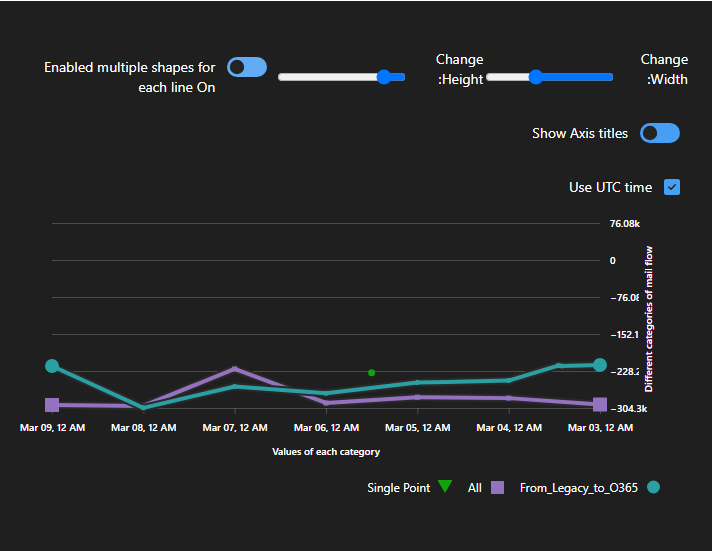 Enabled multiple shapes for
each line On
Change
:Height
Change
:Width
Show Axis titles
Use UTC time
76.08k
0
−76.08
−152.1
−228.2
−304.3k
Different categories of mail flow
Mar 09, 12 AM
Mar 08, 12 AM
Mar 07, 12 AM
Mar 06, 12 AM
Mar 05, 12 AM
Mar 04, 12 AM
Mar 03, 12 AM
Values of each category
Single Point
All
From_Legacy_to_O365